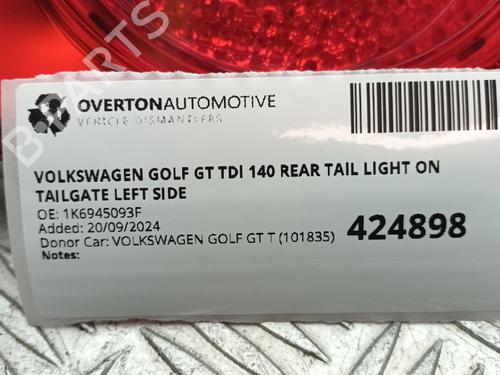 OVERTONAUTOMOTIVE
VEHICLE DISMANTLERS
VOLKSWAGEN GOLF GT TDI 140 REAR TAIL LIGHT ON
TAILGATE LEFT SIDE
OE: 1K6945093F
Added: 20/09/2024
Donor Car: VOLKSWAGEN GOLF GT T (101835)
424898
Notes: